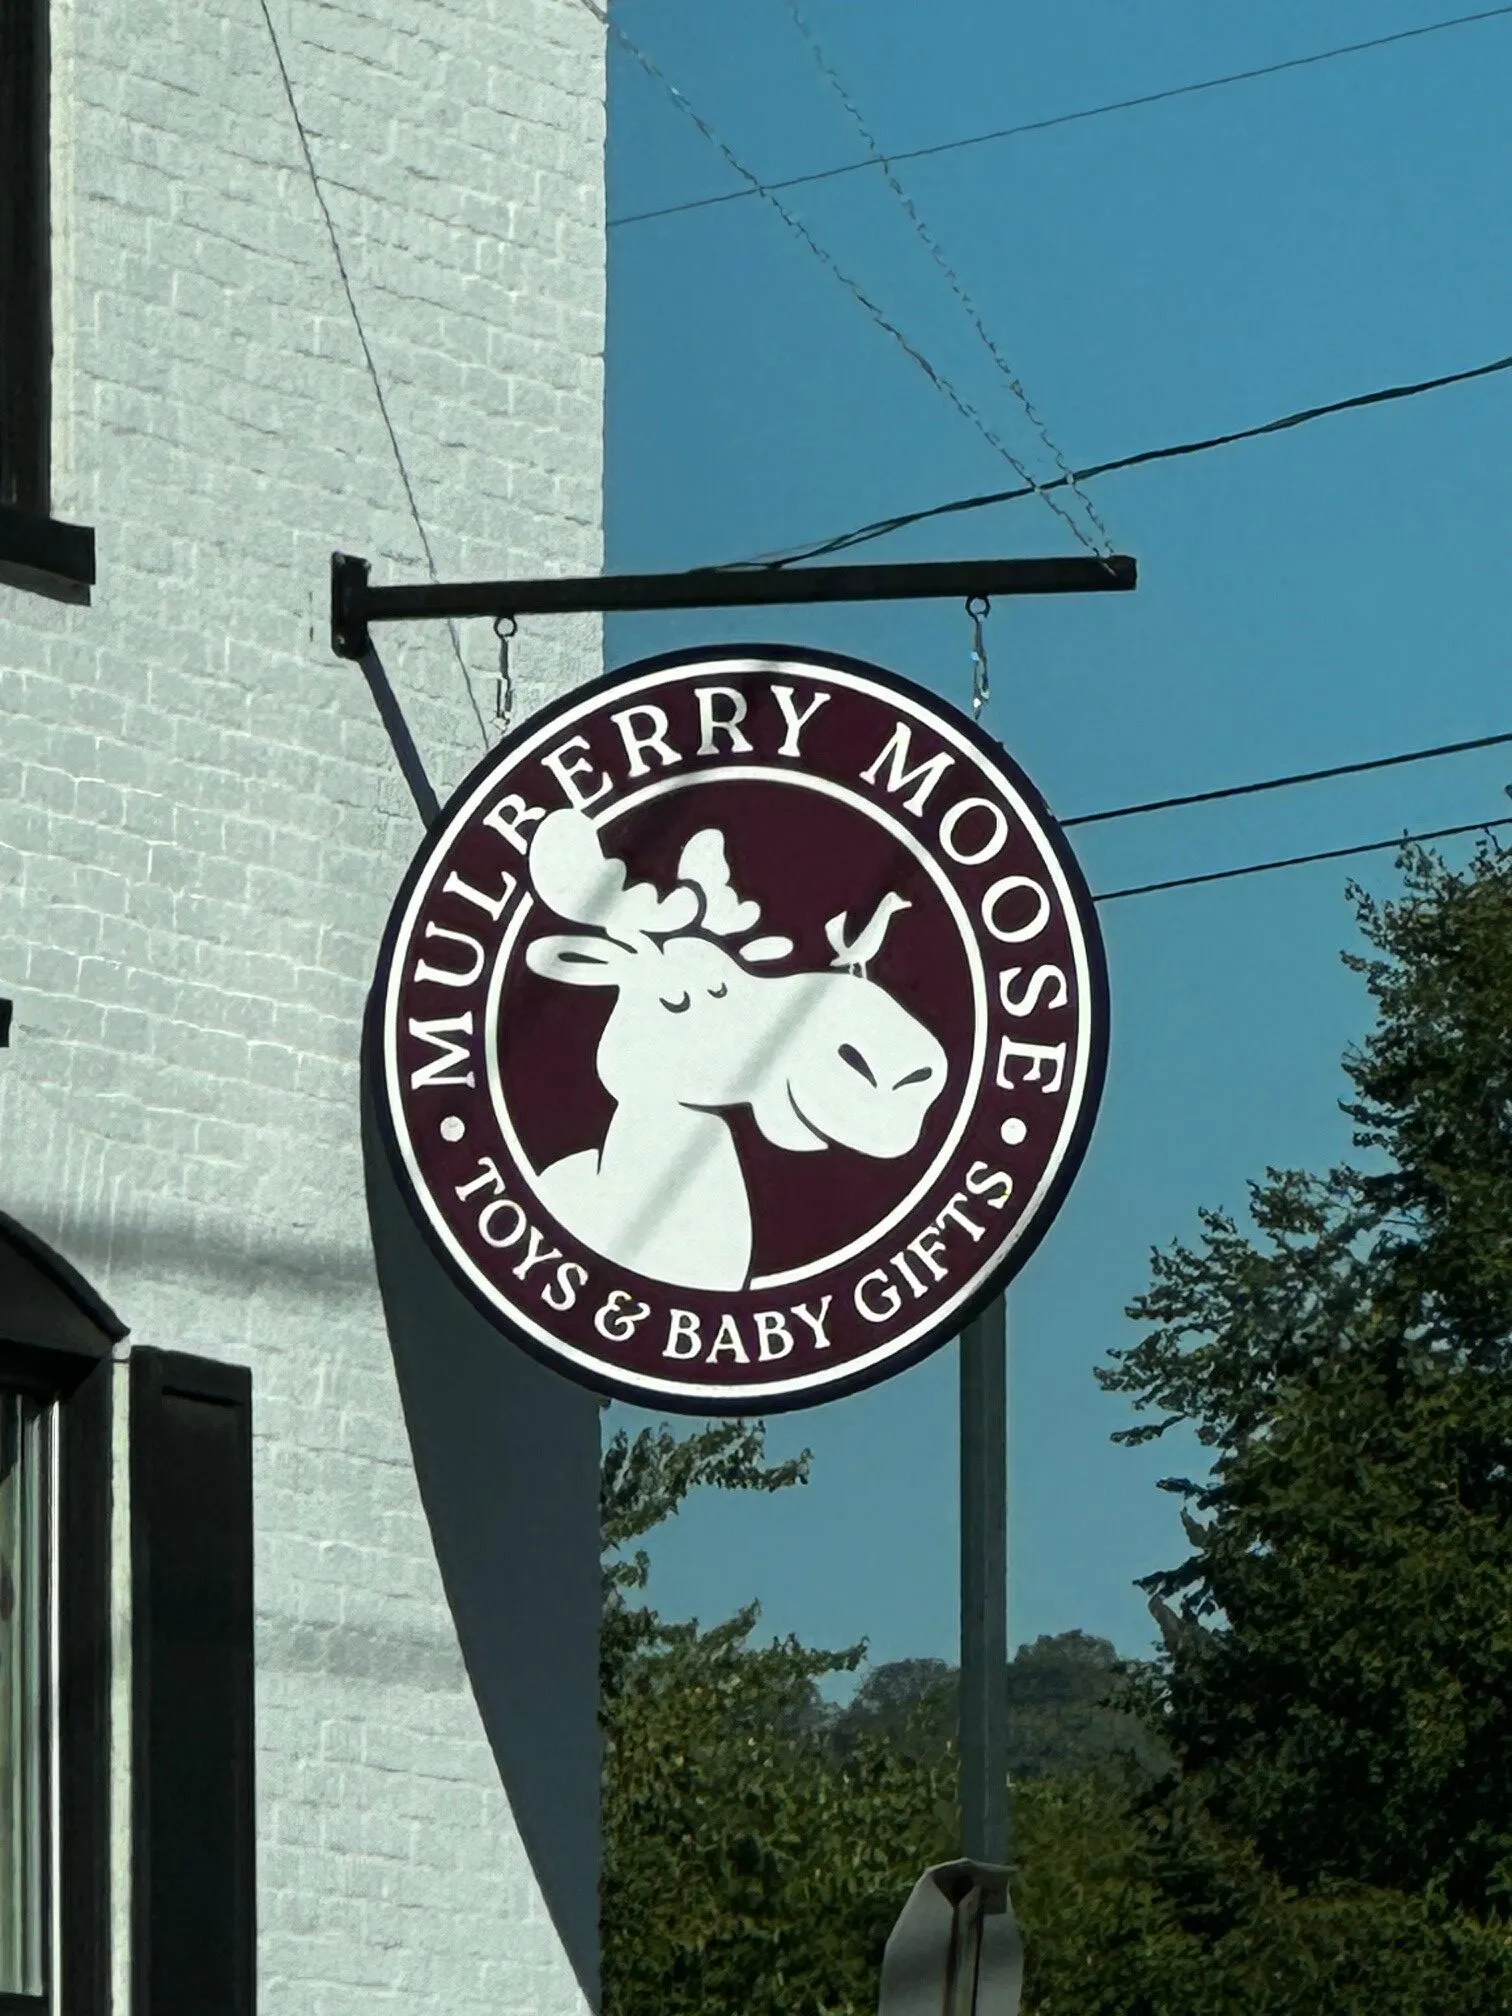 MULBERRY MOOSE
• TOYS & BABY GIFTS •